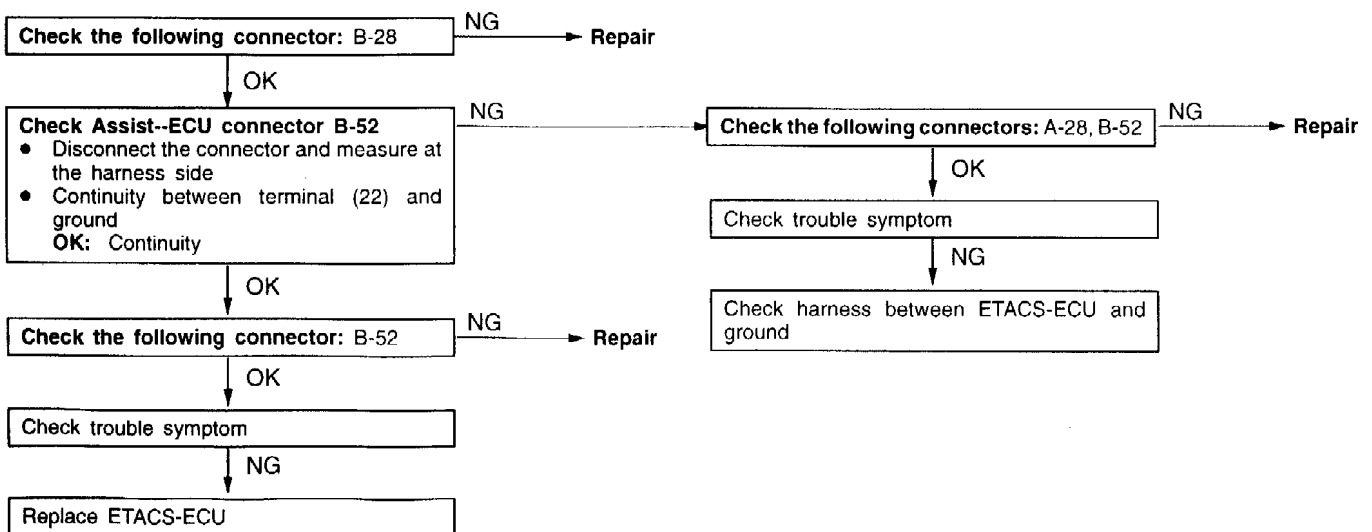 Check the following connector: B-28
NG
Repair
OK
Check Assist--ECU connector B-52
● Disconnect the connector and measure at
the harness side
● Continuity between terminal (22) and
ground
OK: Continuity
NG
Check the following connectors: A-28, B-52
NG
Repair
OK
Check trouble symptom
NG
Check harness between ETACS-ECU and
ground
OK
Check the following connector: B-52
NG
Repair
OK
Check trouble symptom
NG
Replace ETACS-ECU